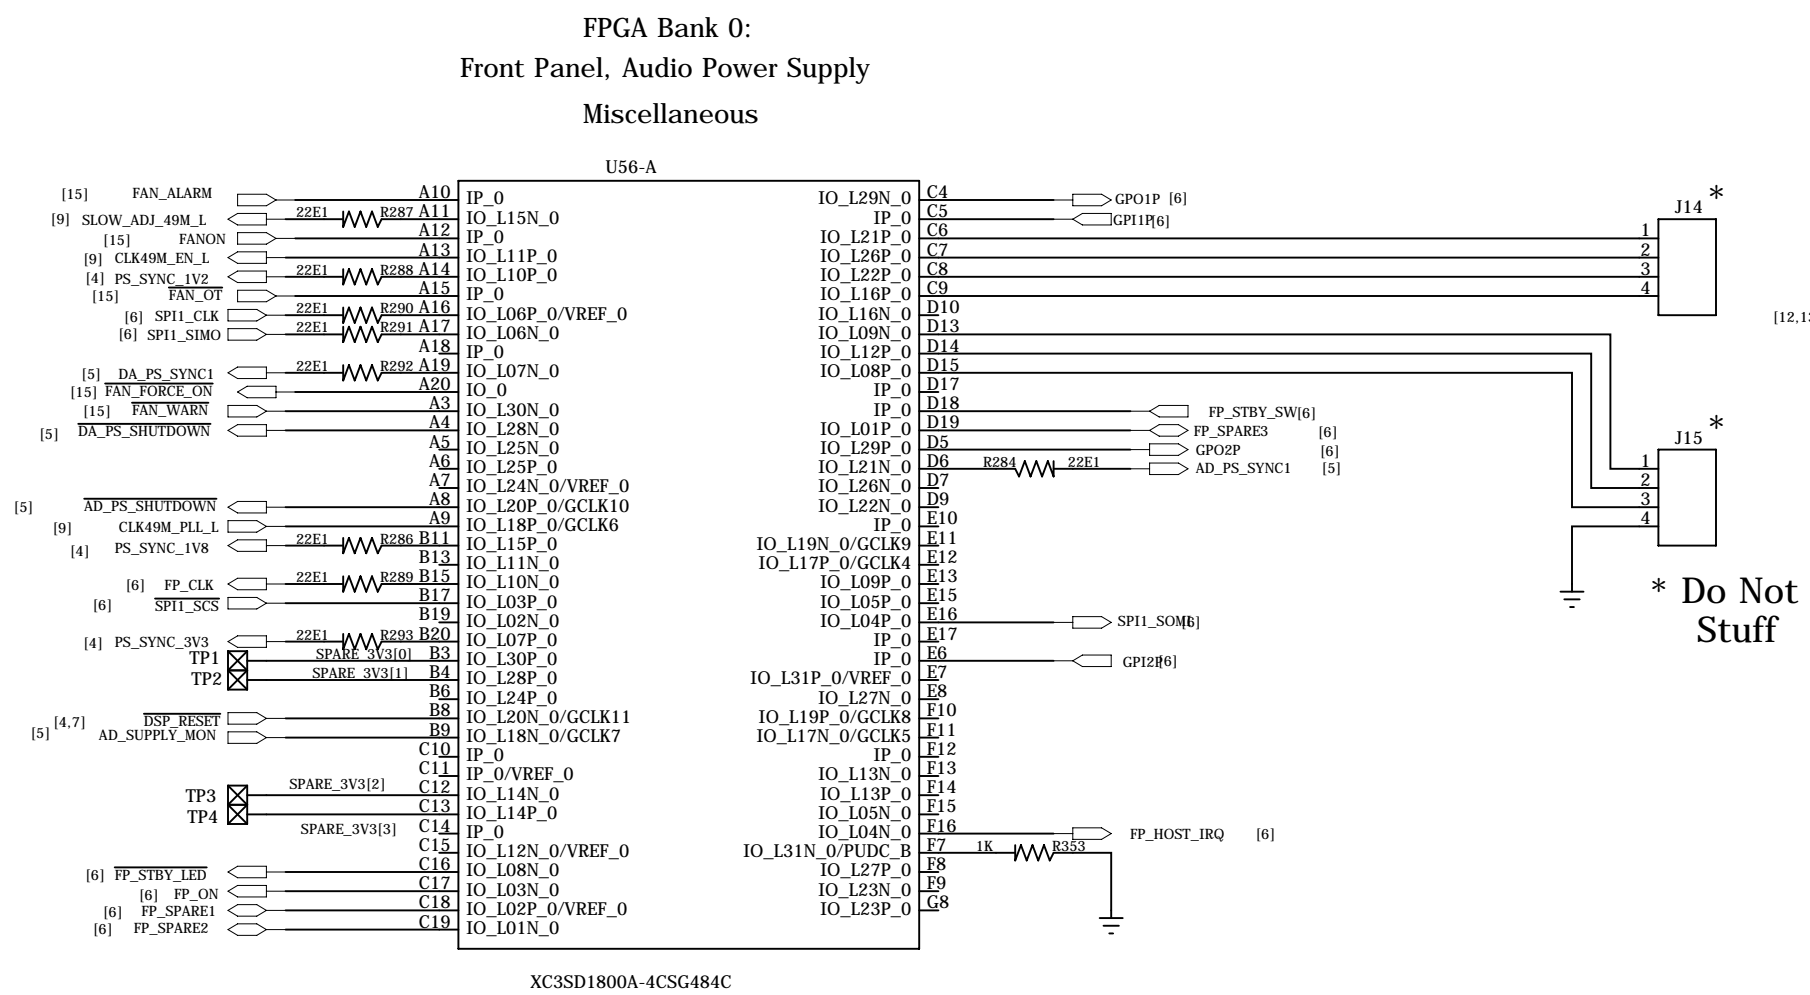 FPGA Bank 0:
Front Panel, Audio Power Supply
Miscellaneous
U56-A
[15] FAN_ALARM A10 IP_0
[9] SLOW_ADJ_49M_L 22E1 R287 A11 IO_L15N_0
[15] FANON A12 IP_0
[9] CLK49M_EN_L A13 IO_L11P_0
[4] PS_SYNC_1V2 22E1 R288 A14 IO_L10P_0
[15] FAN_OT A15 IP_0
[6] SPI1_CLK 22E1 R290 A16 IO_L06P_0/VREF_0
[6] SPI1_SIMO 22E1 R291 A17 IO_L06N_0
A18 IP_0
[5] DA_PS_SYNC1 22E1 R292 A19 IO_L07N_0
[15] FAN_FORCE_ON A20 IO_0
[15] FAN_WARN A3 IO_L30N_0
[5] DA_PS_SHUTDOWN A4 IO_L28N_0
A5 IO_L25N_0
A6 IO_L25P_0
A7 IO_L24N_0/VREF_0
[5] AD_PS_SHUTDOWN A8 IO_L20P_0/GCLK10
[9] CLK49M_PLL_L A9 IO_L18P_0/GCLK6
[4] PS_SYNC_1V8 22E1 R286 B11 IO_L15P_0
B13 IO_L11N_0
[6] FP_CLK 22E1 R289 B15 IO_L10N_0
[6] SPI1_SCS B17 IO_L03P_0
B19 IO_L02N_0
[4] PS_SYNC_3V3 22E1 R293 B20 IO_L07P_0
TP1 SPARE_3V3[0] B3 IO_L30P_0
TP2 SPARE_3V3[1] B4 IO_L28P_0
B6 IO_L24P_0
[4,7] DSP_RESET B8 IO_L20N_0/GCLK11
[5] AD_SUPPLY_MON B9 IO_L18N_0/GCLK7
C10 IP_0
C11 IP_0/VREF_0
TP3 SPARE_3V3[2] C12 IO_L14N_0
TP4 C13 IO_L14P_0
SPARE_3V3[3] C14 IP_0
C15 IO_L12N_0/VREF_0
[6] FP_STBY_LED C16 IO_L08N_0
[6] FP_ON C17 IO_L03N_0
[6] FP_SPARE1 C18 IO_L02P_0/VREF_0
[6] FP_SPARE2 C19 IO_L01N_0
IO_L29N_0 C4 GPO1P [6]
IP_0 C5 GPI1P[6]
IO_L21P_0 C6
IO_L26P_0 C7
IO_L22P_0 C8
IO_L16P_0 C9
IO_L16N_0 D10
IO_L09N_0 D13
IO_L12P_0 D14
IO_L08P_0 D15
IP_0 D17
IP_0 D18 FP_STBY_SW[6]
IO_L01P_0 D19 FP_SPARE3 [6]
IO_L29P_0 D5 GPO2P [6]
IO_L21N_0 D6 R284 22E1 AD_PS_SYNC1 [5]
IO_L26N_0 D7
IO_L22N_0 D9
IP_0 E10
IO_L19N_0/GCLK9 E11
IO_L17P_0/GCLK4 E12
IO_L09P_0 E13
IO_L05P_0 E15
IO_L04P_0 E16 SPI1_SOMI[6]
IP_0 E17
IP_0 E6 GPI2P[6]
IO_L31P_0/VREF_0 E7
IO_L27N_0 E8
IO_L19P_0/GCLK8 F10
IO_L17N_0/GCLK5 F11
IP_0 F12
IO_L13N_0 F13
IO_L13P_0 F14
IO_L05N_0 F15
IO_L04N_0 F16 FP_HOST_IRQ [6]
IO_L31N_0/PUDC_B F7 1K R353
IO_L27P_0 F8
IO_L23N_0 F9
IO_L23P_0 G8
J14 *
1
2
3
4
J15 *
1
2
3
4
* Do Not
Stuff
XC3SD1800A-4CSG484C